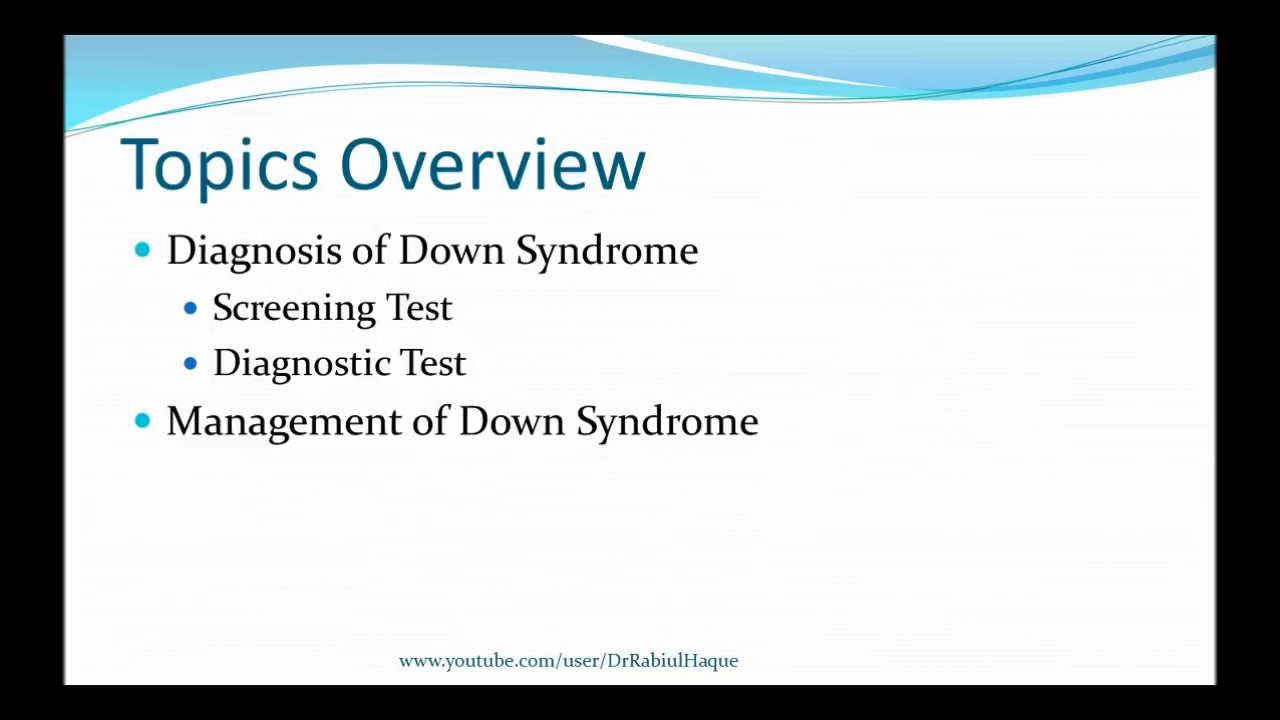 Topics Overview
Diagnosis of Down Syndrome
Screening Test
Diagnostic Test
Management of Down Syndrome
www.youtube.com/user/DrRabiulHaque